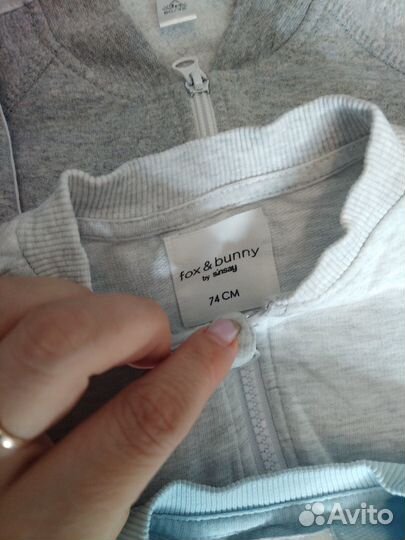 fox & bunny
by sinsay
74 CM
Avito